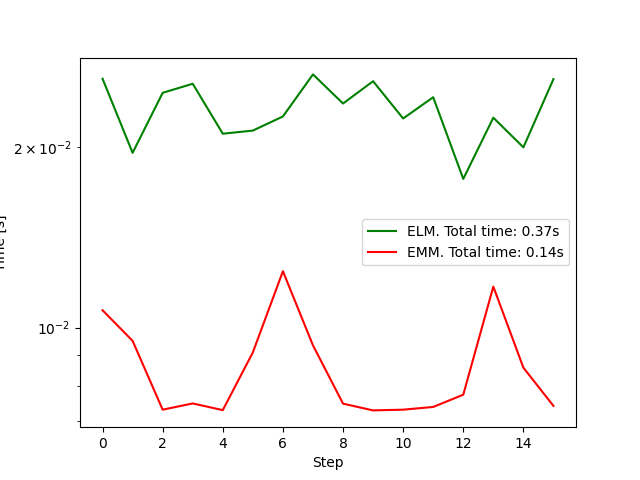 2 × 10⁻²
10⁻²
Time [s]
ELM. Total time: 0.37s
EMM. Total time: 0.14s
0 2 4 6 8 10 12 14
Step